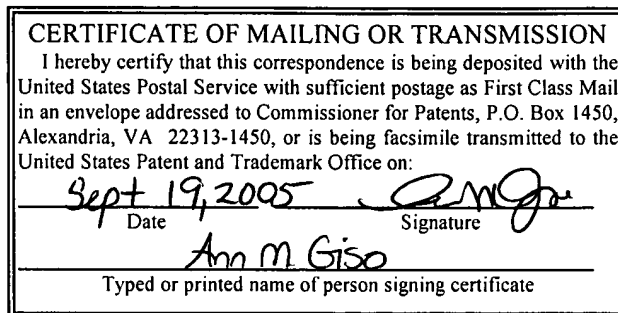 CERTIFICATE OF MAILING OR TRANSMISSION
I hereby certify that this correspondence is being deposited with the
United States Postal Service with sufficient postage as First Class Mail
in an envelope addressed to Commissioner for Patents, P.O. Box 1450,
Alexandria, VA 22313-1450, or is being facsimile transmitted to the
United States Patent and Trademark Office on:
Sept 19, 2005
Date Signature
Ann M. Giso
Typed or printed name of person signing certificate